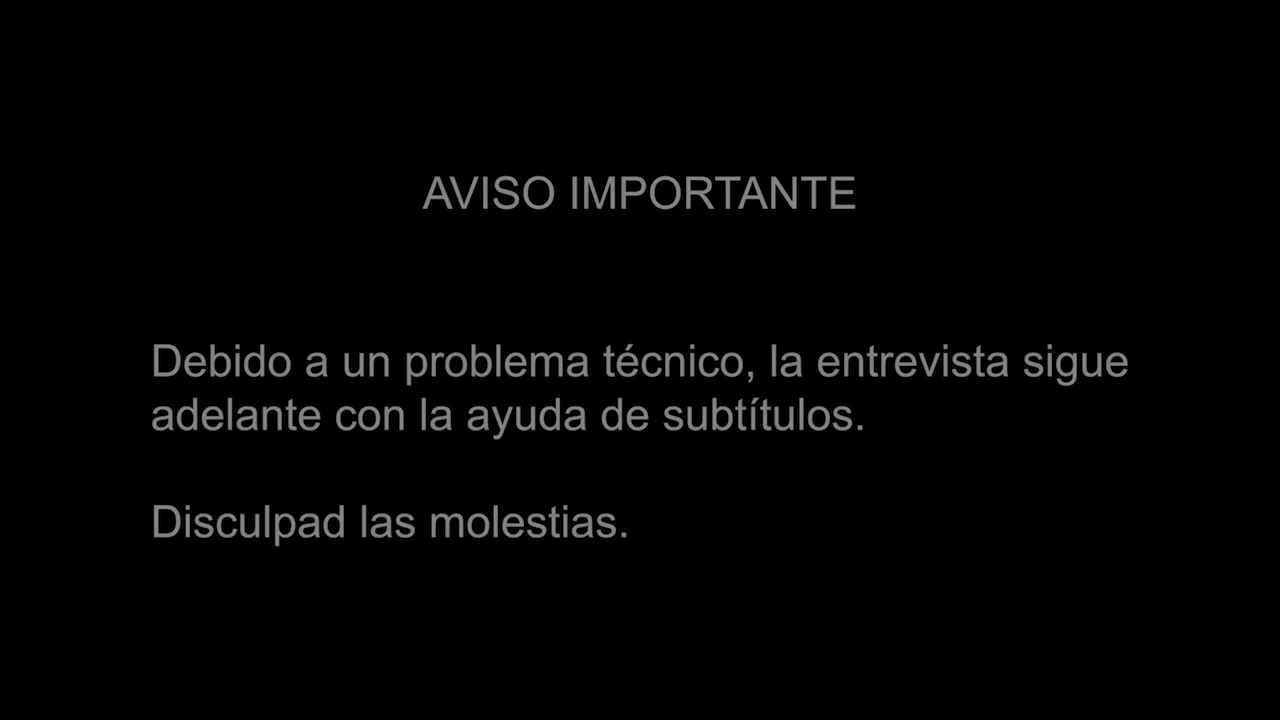 AVISO IMPORTANTE
Debido a un problema técnico, la entrevista sigue
adelante con la ayuda de subtítulos.
Disculpad las molestias.